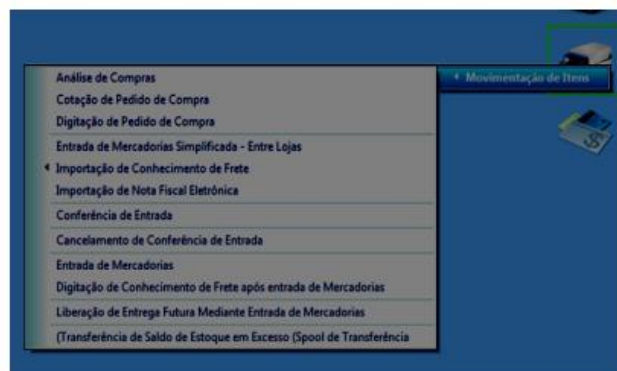 Movimentação de Itens
Análise de Compras
Cotação de Pedido de Compra
Digitação de Pedido de Compra
Entrada de Mercadorias Simplificada - Entre Lojas
Importação de Conhecimento de Frete
Importação de Nota Fiscal Eletrônica
Conferência de Entrada
Cancelamento de Conferência de Entrada
Entrada de Mercadorias
Digitação de Conhecimento de Frete após entrada de Mercadorias
Liberação de Entrega Futura Mediante Entrada de Mercadorias
(Transferência de Saldo de Estoque em Excesso (Spool de Transferência